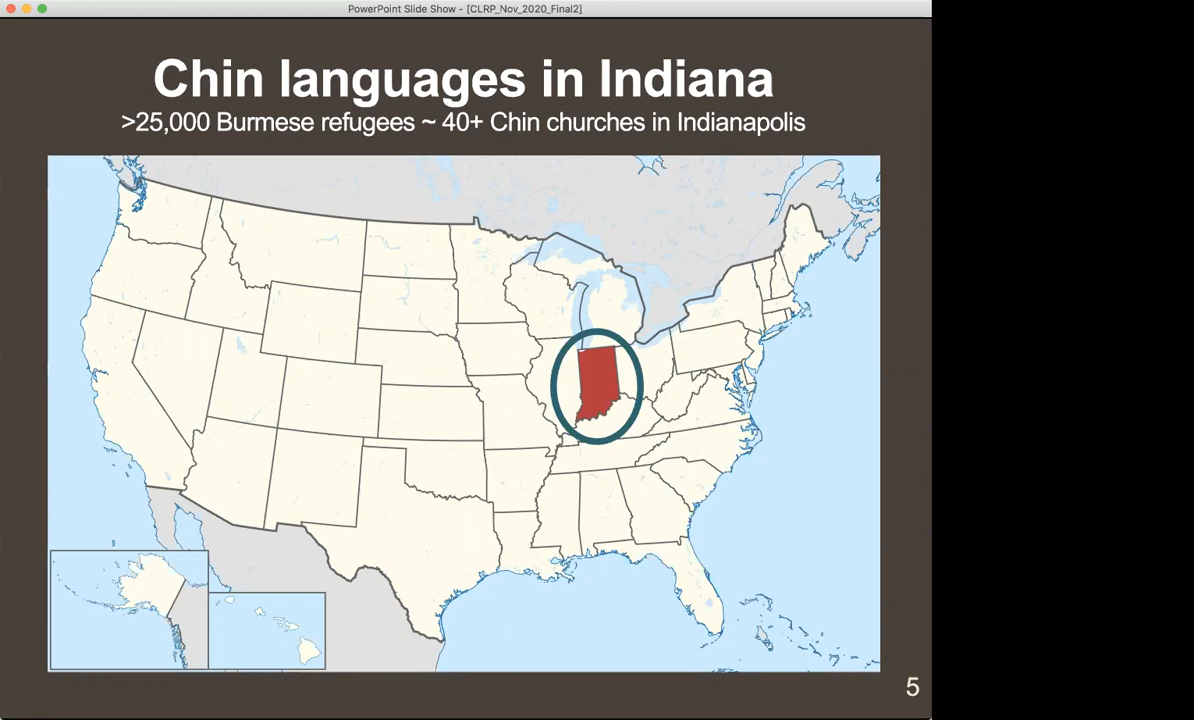 PowerPoint Slide Show - [CLRP_Nov_2020_Final2]
Chin languages in Indiana
>25,000 Burmese refugees ~ 40+ Chin churches in Indianapolis
5